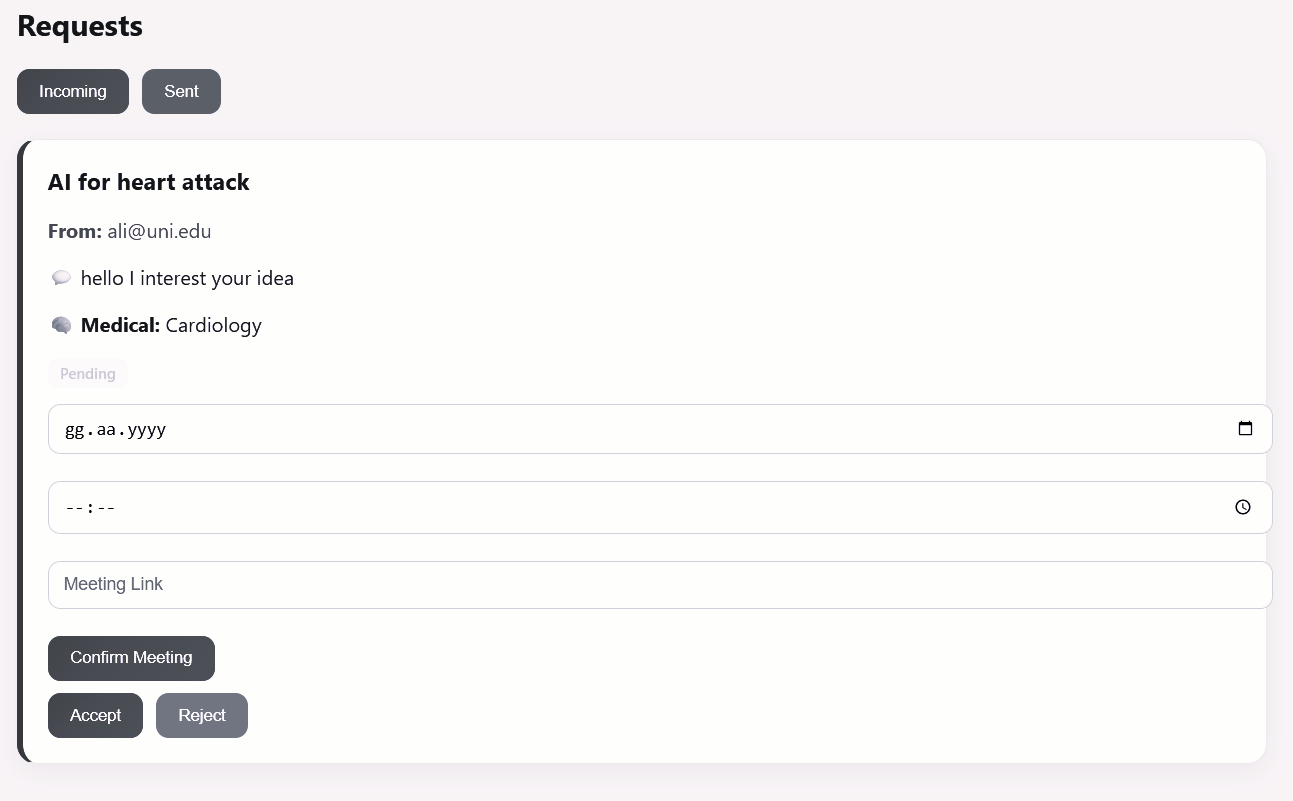 Requests
Incoming
Sent
AI for heart attack
From: ali@uni.edu
hello I interest your idea
Medical: Cardiology
Pending
gg.aa.yyyy
--:--
Meeting Link
Confirm Meeting
Accept
Reject